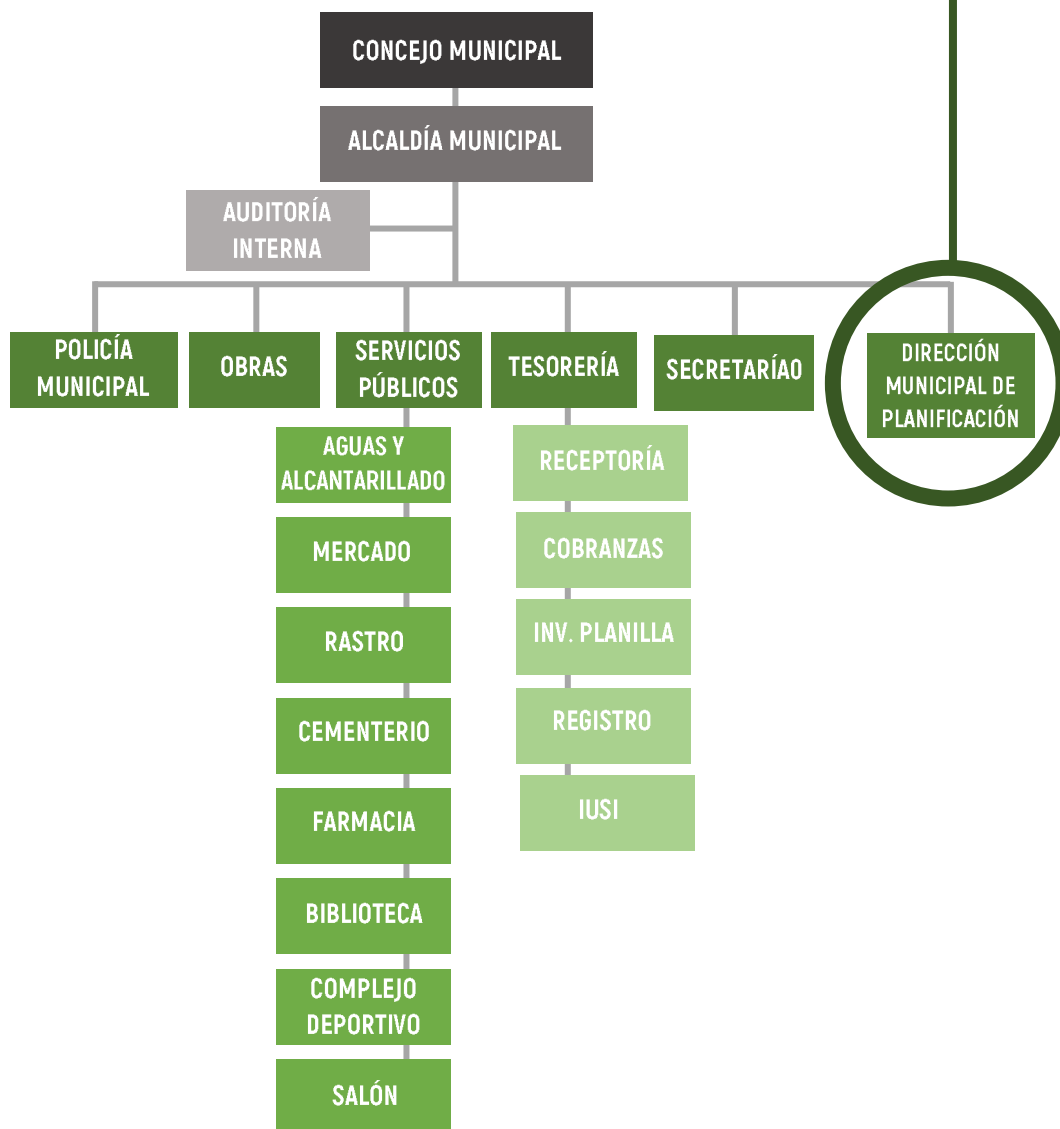 CONCEJO MUNICIPAL
ALCALDÍA MUNICIPAL
AUDITORÍA
INTERNA
POLICÍA
MUNICIPAL
OBRAS
SERVICIOS
PÚBLICOS
TESORERÍA
SECRETARÍAO
DIRECCIÓN
MUNICIPAL DE
PLANIFICACIÓN
AGUAS Y
ALCANTARILLADO
MERCADO
RASTRO
CEMENTERIO
FARMACIA
BIBLIOTECA
COMPLEJO
DEPORTIVO
SALÓN
RECEPTORÍA
COBRANZAS
INV. PLANILLA
REGISTRO
IUSI